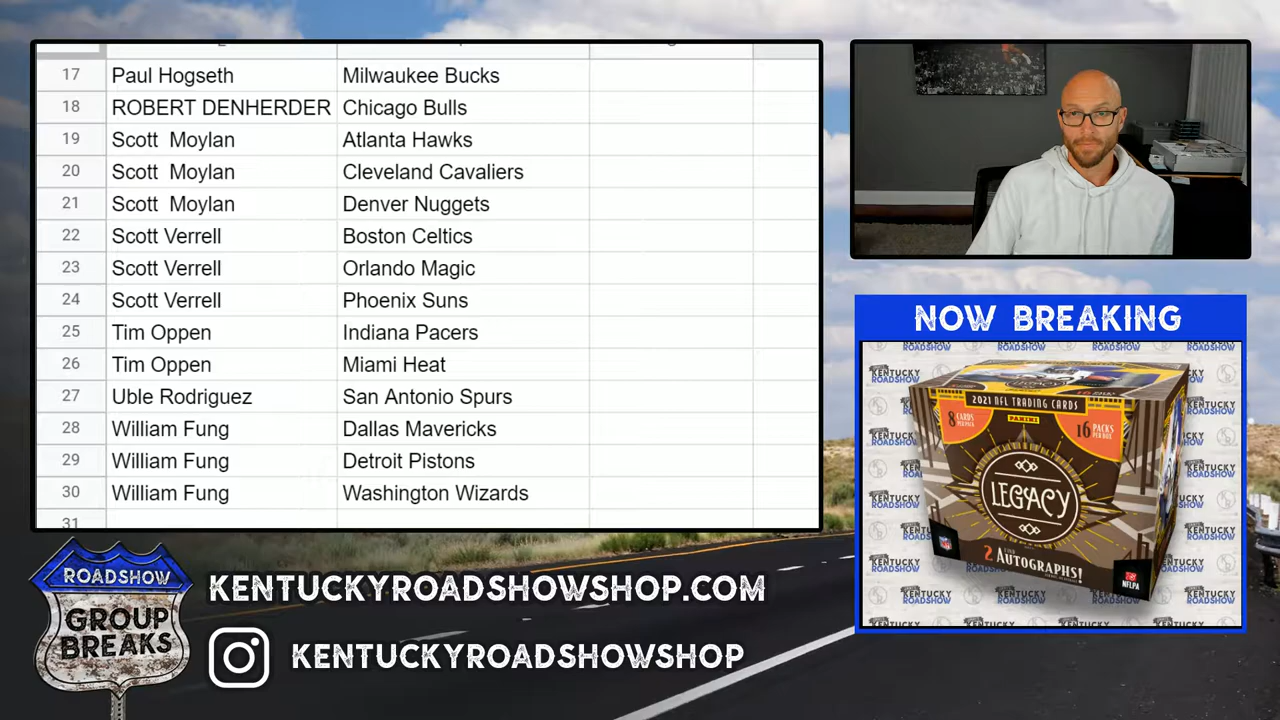 17 Paul Hogseth Milwaukee Bucks
18 ROBERT DENHERDER Chicago Bulls
19 Scott Moylan Atlanta Hawks
20 Scott Moylan Cleveland Cavaliers
21 Scott Moylan Denver Nuggets
22 Scott Verrell Boston Celtics
23 Scott Verrell Orlando Magic
24 Scott Verrell Phoenix Suns
25 Tim Oppen Indiana Pacers
26 Tim Oppen Miami Heat
27 Uble Rodriguez San Antonio Spurs
28 William Fung Dallas Mavericks
29 William Fung Detroit Pistons
30 William Fung Washington Wizards
31
NOW BREAKING
KENTUCKY ROADSHOW
2021 NFL TRADING CARDS
PANINI
8 CARDS PER PACK
16 PACKS PER BOX
LEGACY
2 AUTOGRAPHS!
NFL
NFLPA
ROADSHOW
GROUP
BREAKS
KENTUCKYROADSHOWSHOP.COM
KENTUCKYROADSHOWSHOP